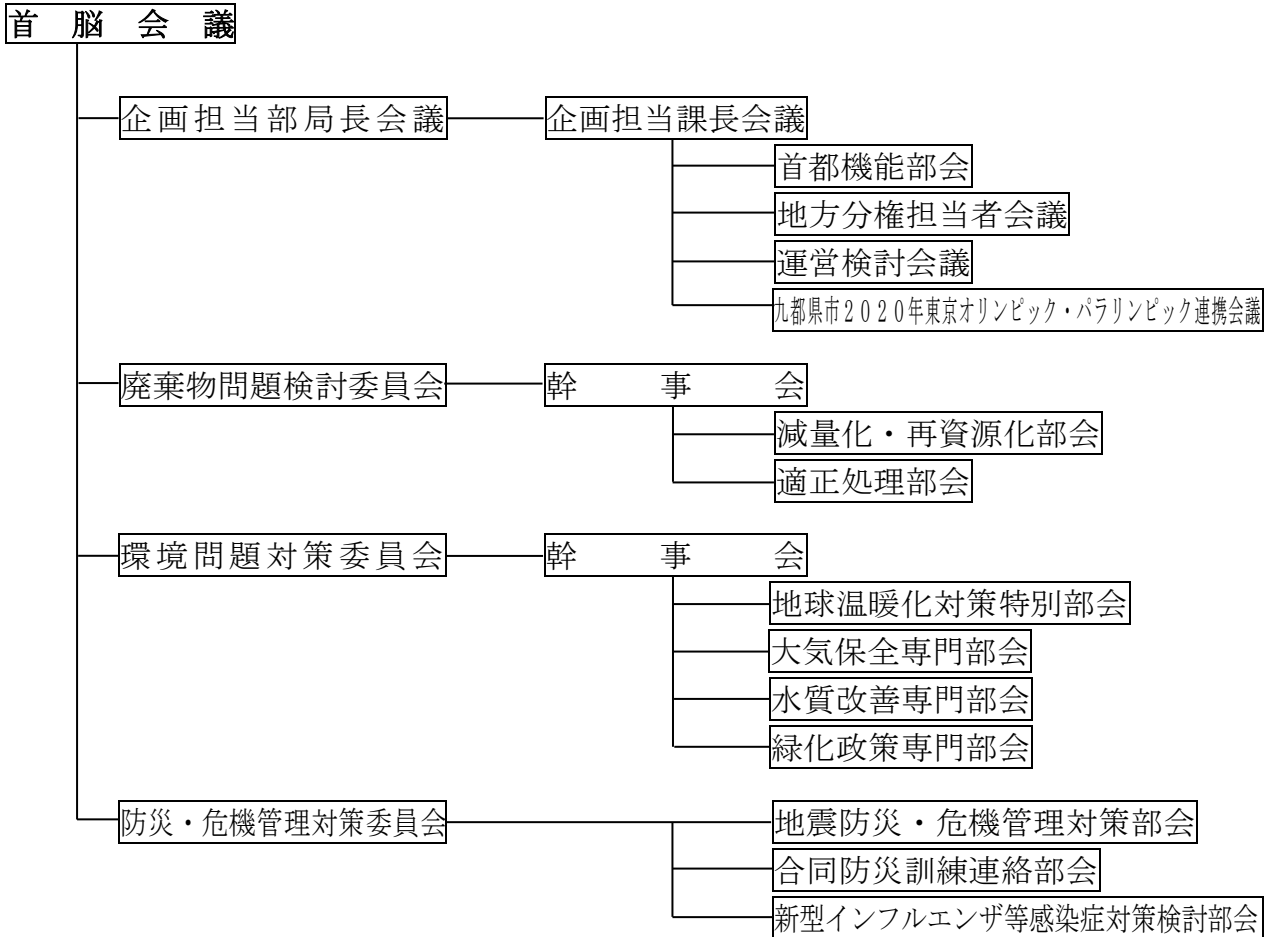 首脳会議
企画担当部局長会議
企画担当課長会議
首都機能部会
地方分権担当者会議
運営検討会議
九都県市2020年東京オリンピック・パラリンピック連携会議
廃棄物問題検討委員会
幹事会
減量化・再資源化部会
適正処理部会
環境問題対策委員会
幹事会
地球温暖化対策特別部会
大気保全専門部会
水質改善専門部会
緑化政策専門部会
防災・危機管理対策委員会
地震防災・危機管理対策部会
合同防災訓練連絡部会
新型インフルエンザ等感染症対策検討部会